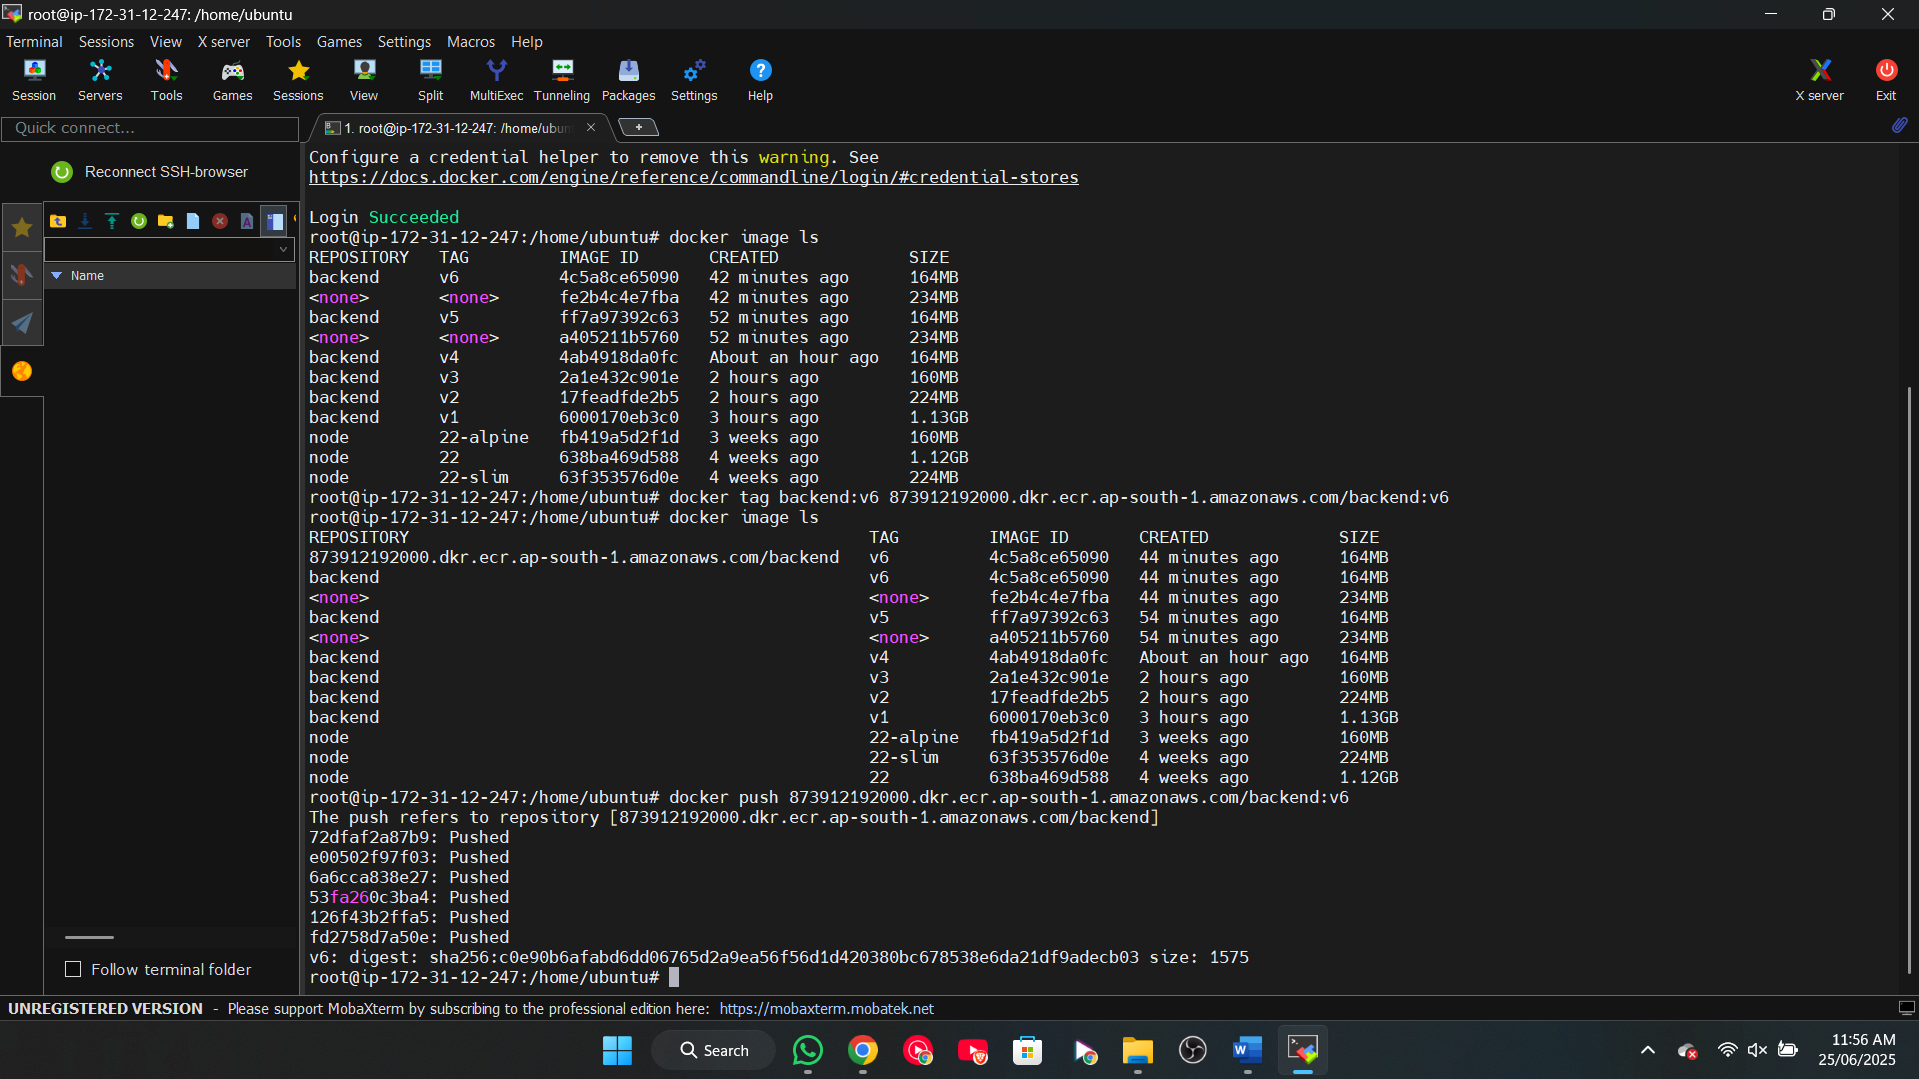 root@ip-172-31-12-247: /home/ubuntu
Terminal Sessions View X server Tools Games Settings Macros Help
Session Servers Tools Games Sessions View Split MultiExec Tunneling Packages Settings Help X server Exit
Quick connect...
1. root@ip-172-31-12-247: /home/ubun
Reconnect SSH-browser
Name
Configure a credential helper to remove this warning. See
https://docs.docker.com/engine/reference/commandline/login/#credential-stores
Login Succeeded
root@ip-172-31-12-247:/home/ubuntu# docker image ls
REPOSITORY TAG IMAGE ID CREATED SIZE
backend v6 4c5a8ce65090 42 minutes ago 164MB
<none> <none> fe2b4c4e7fba 42 minutes ago 234MB
backend v5 ff7a97392c63 52 minutes ago 164MB
<none> <none> a405211b5760 52 minutes ago 234MB
backend v4 4ab4918da0fc About an hour ago 164MB
backend v3 2a1e432c901e 2 hours ago 160MB
backend v2 17feadfde2b5 2 hours ago 224MB
backend v1 6000170eb3c0 3 hours ago 1.13GB
node 22-alpine fb419a5d2f1d 3 weeks ago 160MB
node 22 638ba469d588 4 weeks ago 1.12GB
node 22-slim 63f353576d0e 4 weeks ago 224MB
root@ip-172-31-12-247:/home/ubuntu# docker tag backend:v6 873912192000.dkr.ecr.ap-south-1.amazonaws.com/backend:v6
root@ip-172-31-12-247:/home/ubuntu# docker image ls
REPOSITORY TAG IMAGE ID CREATED SIZE
873912192000.dkr.ecr.ap-south-1.amazonaws.com/backend v6 4c5a8ce65090 44 minutes ago 164MB
backend v6 4c5a8ce65090 44 minutes ago 164MB
<none> <none> fe2b4c4e7fba 44 minutes ago 234MB
backend v5 ff7a97392c63 54 minutes ago 164MB
<none> <none> a405211b5760 54 minutes ago 234MB
backend v4 4ab4918da0fc About an hour ago 164MB
backend v3 2a1e432c901e 2 hours ago 160MB
backend v2 17feadfde2b5 2 hours ago 224MB
backend v1 6000170eb3c0 3 hours ago 1.13GB
node 22-alpine fb419a5d2f1d 3 weeks ago 160MB
node 22-slim 63f353576d0e 4 weeks ago 224MB
node 22 638ba469d588 4 weeks ago 1.12GB
root@ip-172-31-12-247:/home/ubuntu# docker push 873912192000.dkr.ecr.ap-south-1.amazonaws.com/backend:v6
The push refers to repository [873912192000.dkr.ecr.ap-south-1.amazonaws.com/backend]
72dfaf2a87b9: Pushed
e00502f97f03: Pushed
6a6cca838e27: Pushed
53fa260c3ba4: Pushed
126f43b2ffa5: Pushed
fd2758d7a50e: Pushed
v6: digest: sha256:c0e90b6afabd6dd06765d2a9ea56f56d1d420380bc678538e6da21df9adecb03 size: 1575
root@ip-172-31-12-247:/home/ubuntu#
Follow terminal folder
UNREGISTERED VERSION - Please support MobaXterm by subscribing to the professional edition here: https://mobaxterm.mobatek.net
Search
11:56 AM
25/06/2025